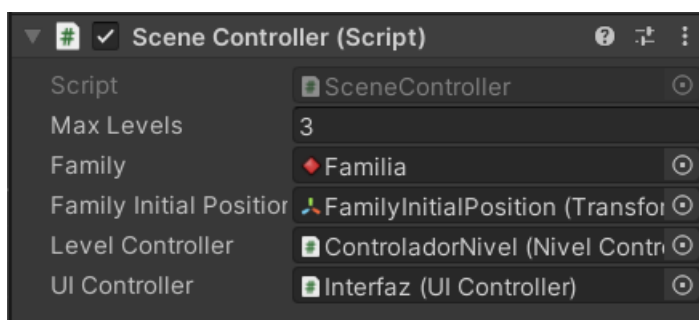 Scene Controller (Script)
Script SceneController
Max Levels 3
Family Familia
Family Initial Position FamilyInitialPosition (Transfor
Level Controller ControladorNivel (Nivel Contr
UI Controller Interfaz (UI Controller)